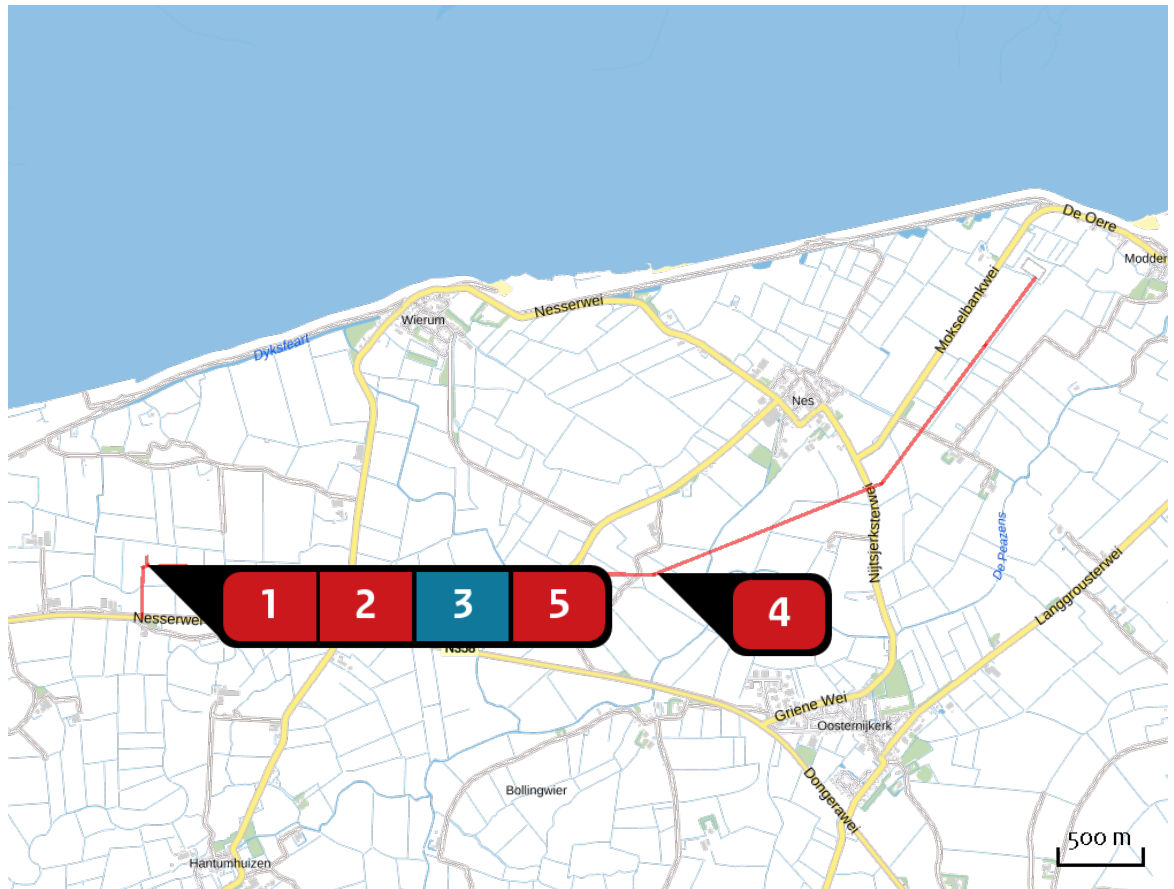 De Oere
Modder
Mokselbankwei
Nesserwei
Wierum
Dyksfeart
Nes
Nijtsjerksterwei
De Peazens
Langgrousterwei
1 2 3 5
4
Nesserwei
N358
Griene Wei
Oosternijkerk
Dongerawei
Bollingwier
Hantumhuizen
500 m